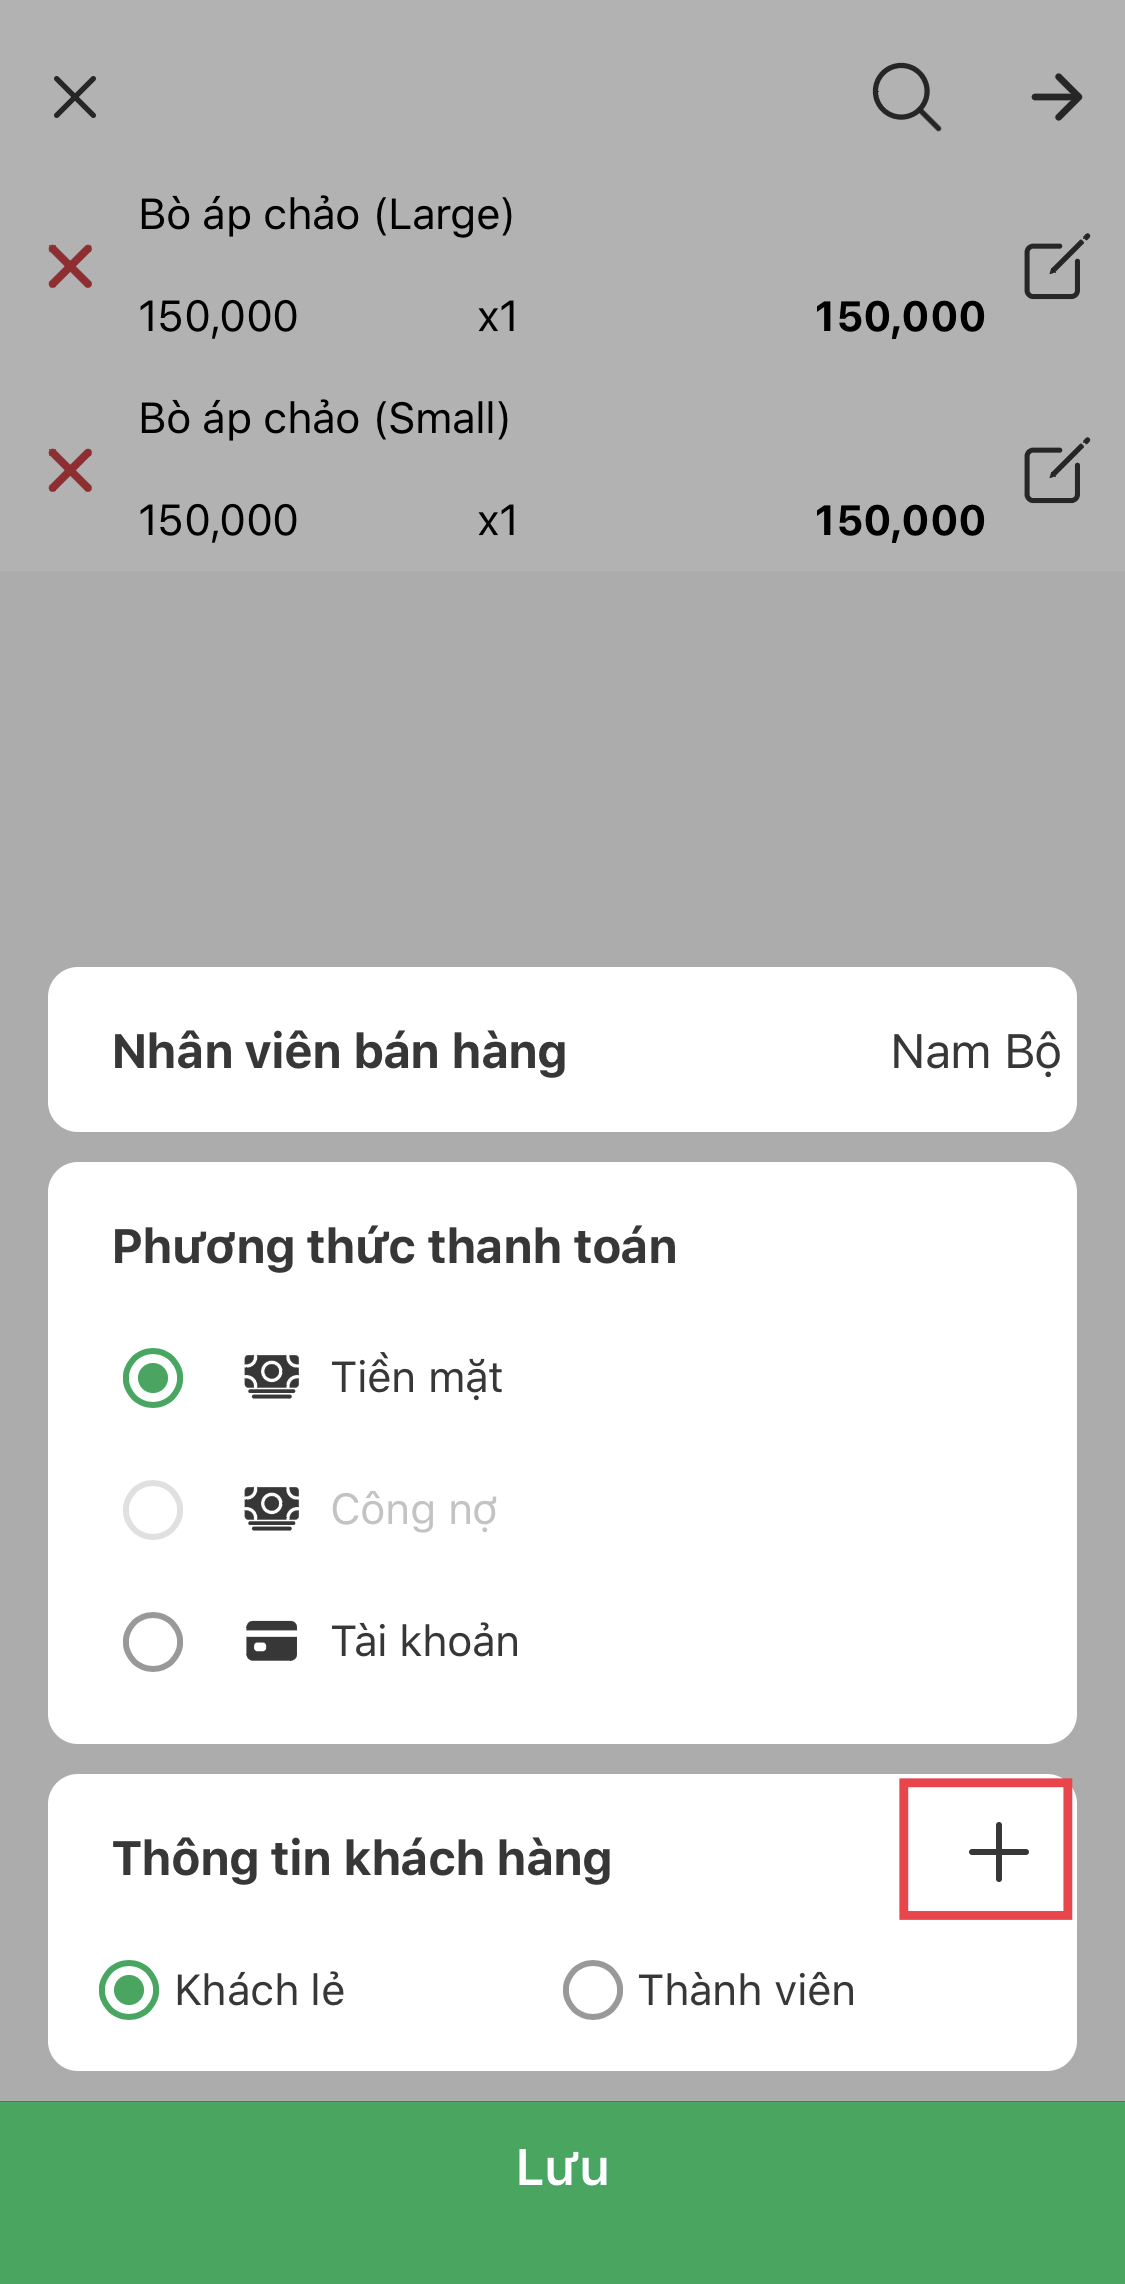 Bò áp chảo (Large)
150,000 x1 150,000
Bò áp chảo (Small)
150,000 x1 150,000
Nhân viên bán hàng Nam Bộ
Phương thức thanh toán
Tiền mặt
Công nợ
Tài khoản
Thông tin khách hàng
Khách lẻ Thành viên
Lưu